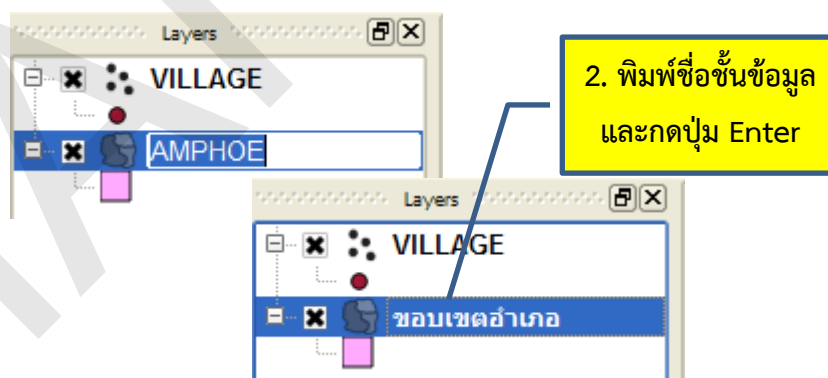 Layers
VILLAGE
AMPHOE
2. พิมพ์ชื่อชั้นข้อมูล
และกดปุ่ม Enter
Layers
VILLAGE
ขอบเขตอำเภอ